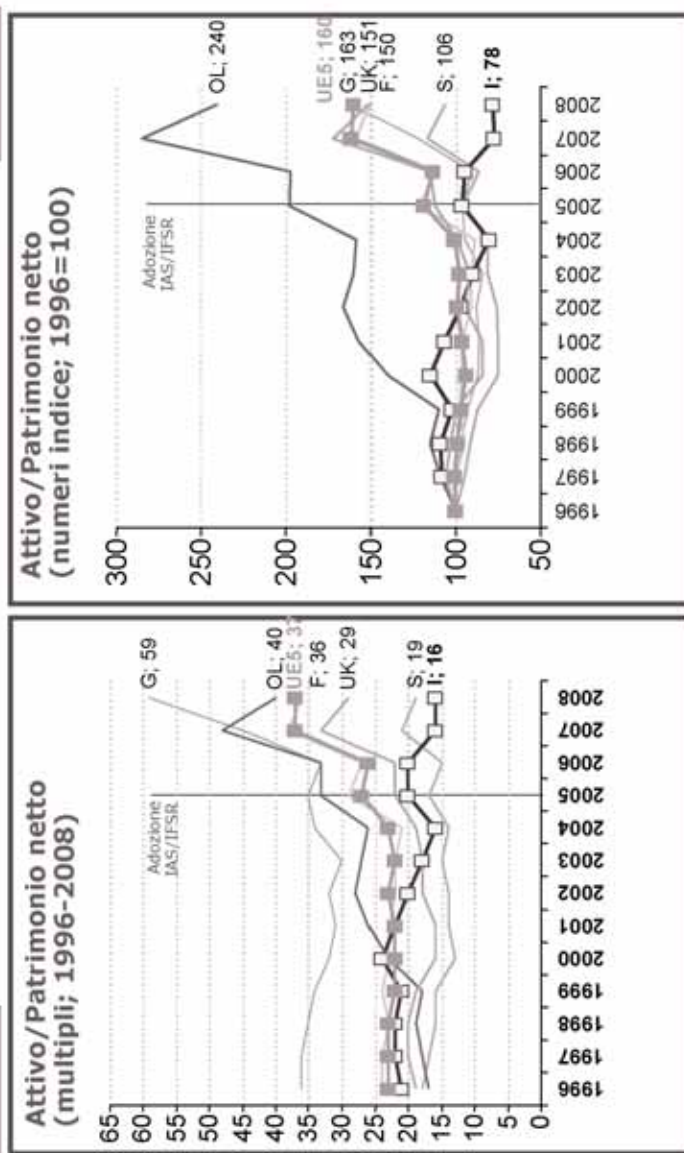 Attivo/Patrimonio netto
(multipli; 1996-2008)
65
60
55
50
45
40
35
30
25
20
15
10
5
0
Adozione
IAS/IFSR
G; 59
OL; 40
UE5; 37
F; 36
UK; 29
S; 19
I; 16
1996
1997
1998
1999
2000
2001
2002
2003
2004
2005
2006
2007
2008
Attivo/Patrimonio netto
(numeri indice; 1996=100)
300
250
200
150
100
50
Adozione
IAS/IFSR
OL; 240
UE5; 160
G; 163
UK; 151
F; 150
S; 106
I; 78
1996
1997
1998
1999
2000
2001
2002
2003
2004
2005
2006
2007
2008